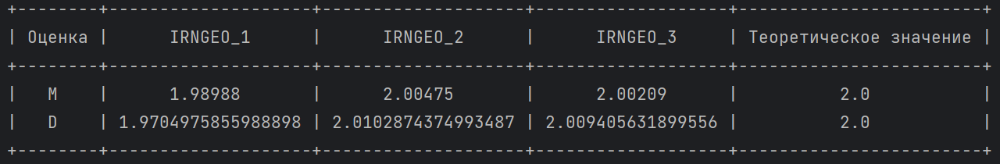 +--------+--------------------+--------------------+-------------------+------------------------+
| Оценка |      IRNGEO_1      |      IRNGEO_2      |      IRNGEO_3     | Теоретическое значение |
+--------+--------------------+--------------------+-------------------+------------------------+
|   M    |      1.98988       |      2.00475       |      2.00209      |          2.0           |
|   D    | 1.9704975855988898 | 2.0102874374993487 | 2.009405631899556 |          2.0           |
+--------+--------------------+--------------------+-------------------+------------------------+